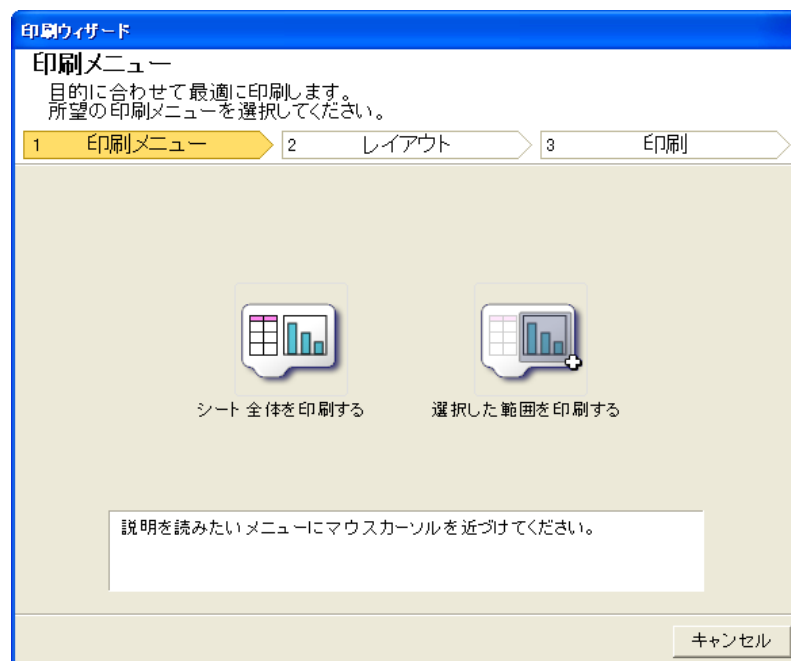 印刷ウィザード
印刷メニュー
目的に合わせて最適に印刷します。
所望の印刷メニューを選択してください。
1 印刷メニュー 2 レイアウト 3 印刷
シート全体を印刷する 選択した範囲を印刷する
説明を読みたいメニューにマウスカーソルを近づけてください。
キャンセル